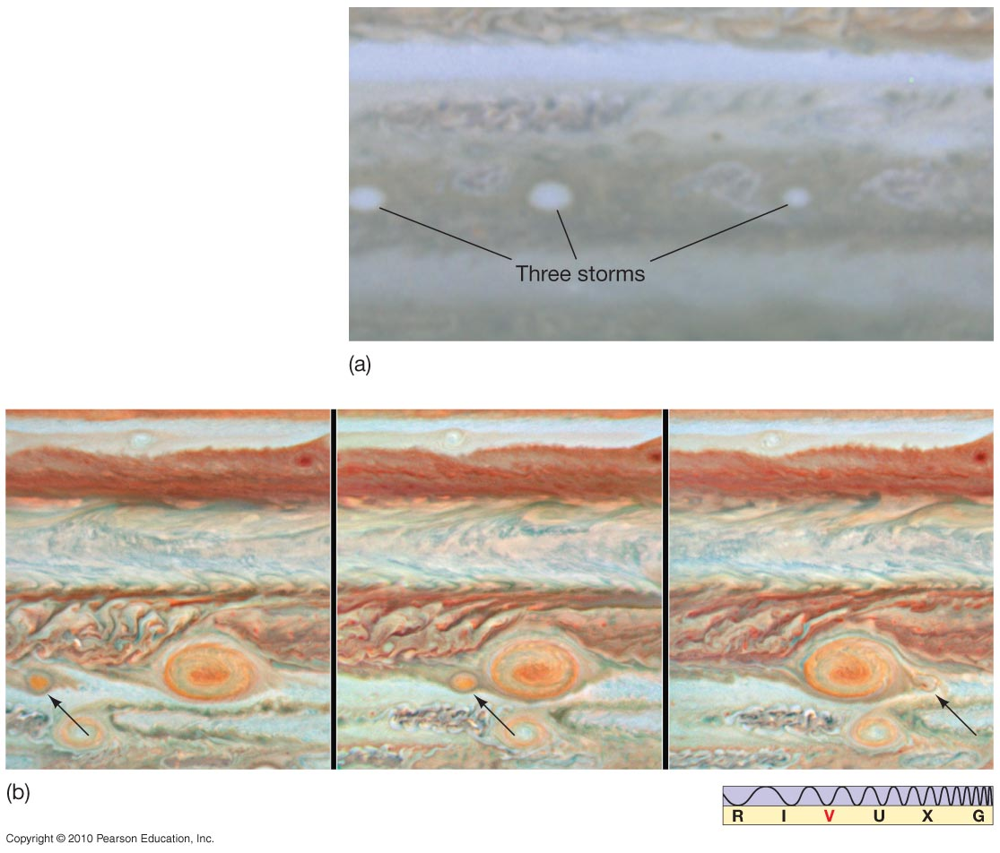 Three storms
(a)
(b)
R I V U X G
Copyright © 2010 Pearson Education, Inc.